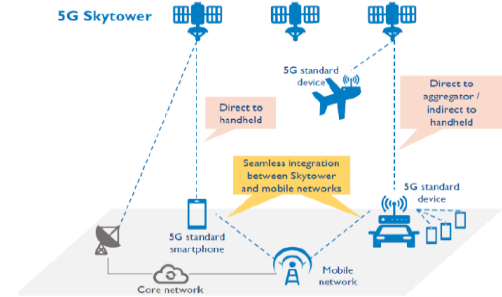 5G Skytower
5G standard
device
Direct to
handheld
Direct to
aggregator /
indirect to
handheld
Seamless integration
between Skytower
and mobile networks
5G standard
device
5G standard
smartphone
Mobile
network
Core network